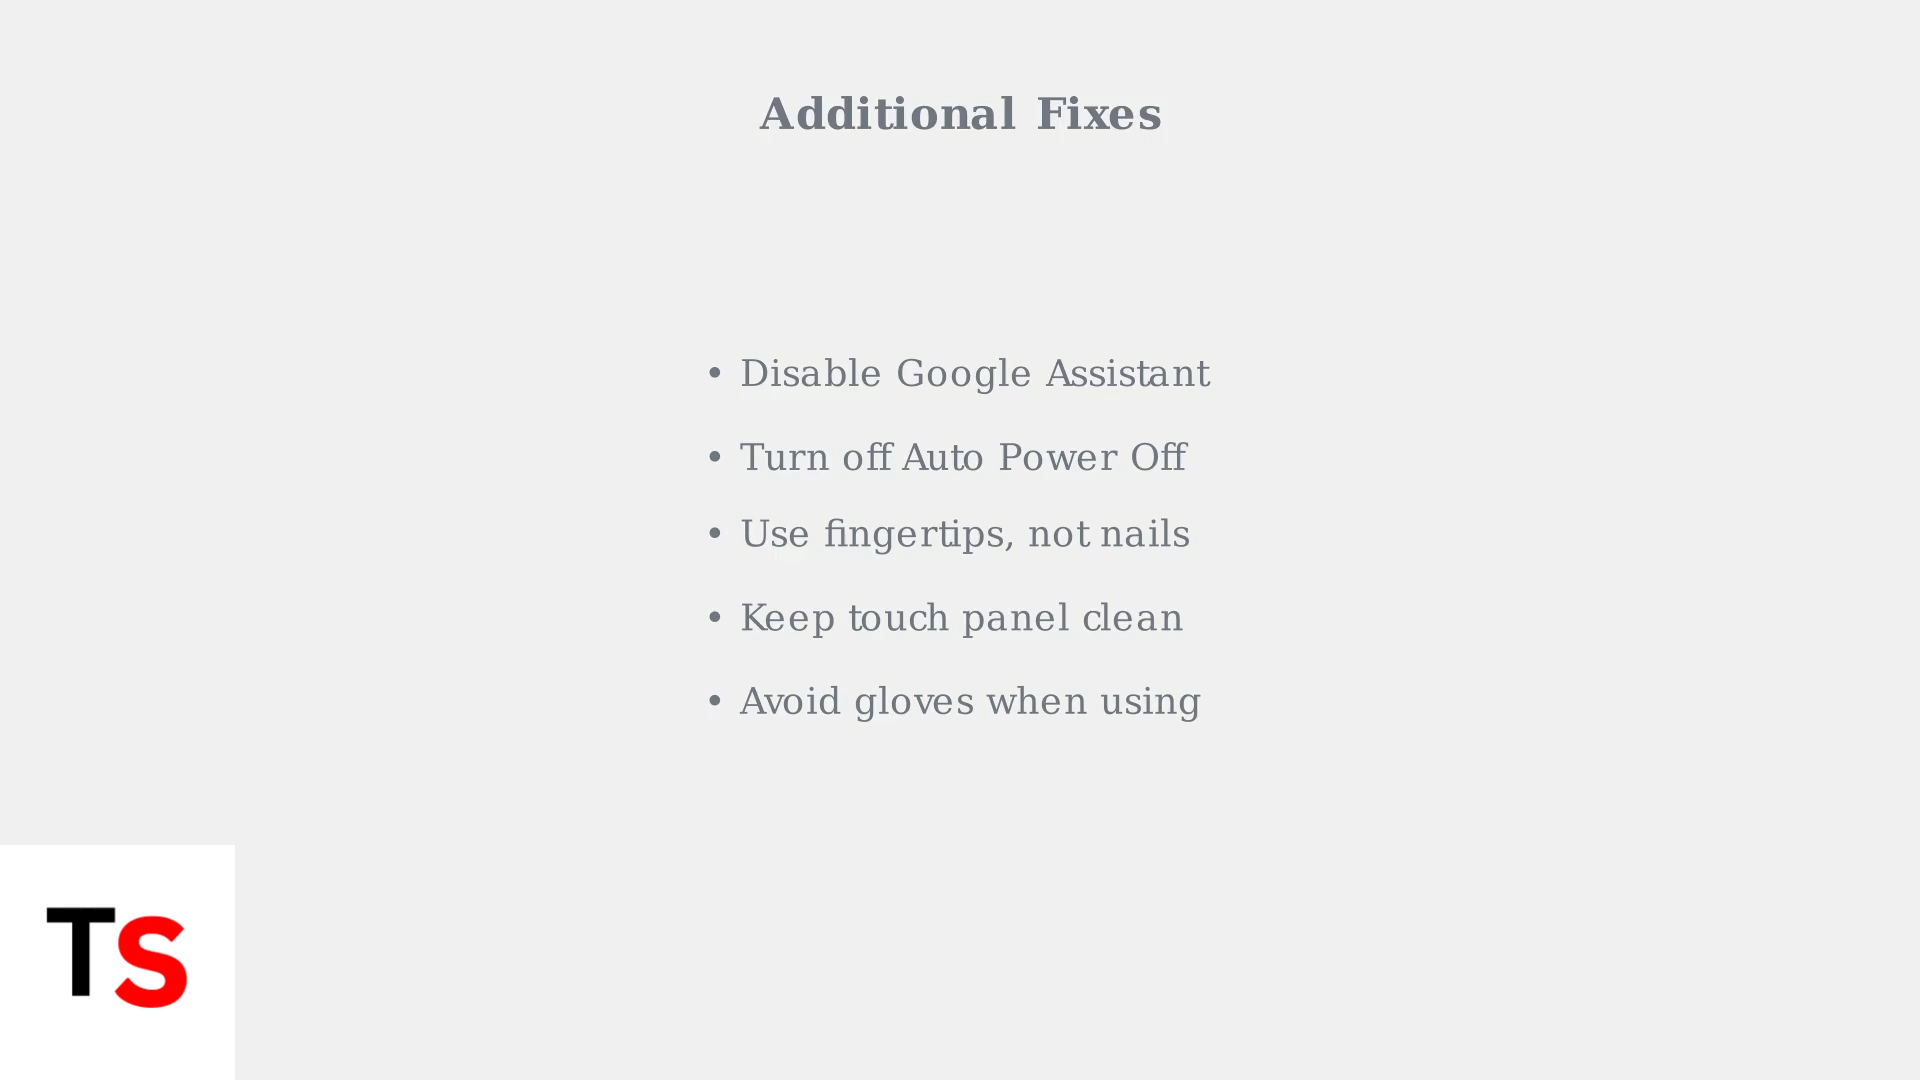 Additional Fixes
• Disable Google Assistant
• Turn off Auto Power Off
• Use fingertips, not nails
• Keep touch panel clean
• Avoid gloves when using
TS